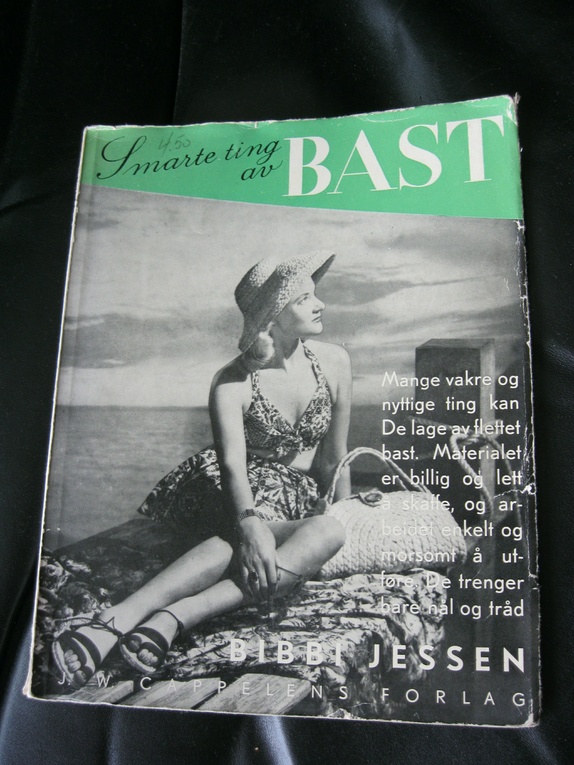 Smarte ting
av BAST
4,50
Mange vakre og
nyttige ting kan
De lage av flettet
bast. Materialet
er billig og lett
å skaffe, og ar-
beidet enkelt og
morsomt å ut-
føre. De trenger
bare nål og tråd
BIBBI JESSEN
J. W. CAPPELENS FORLAG